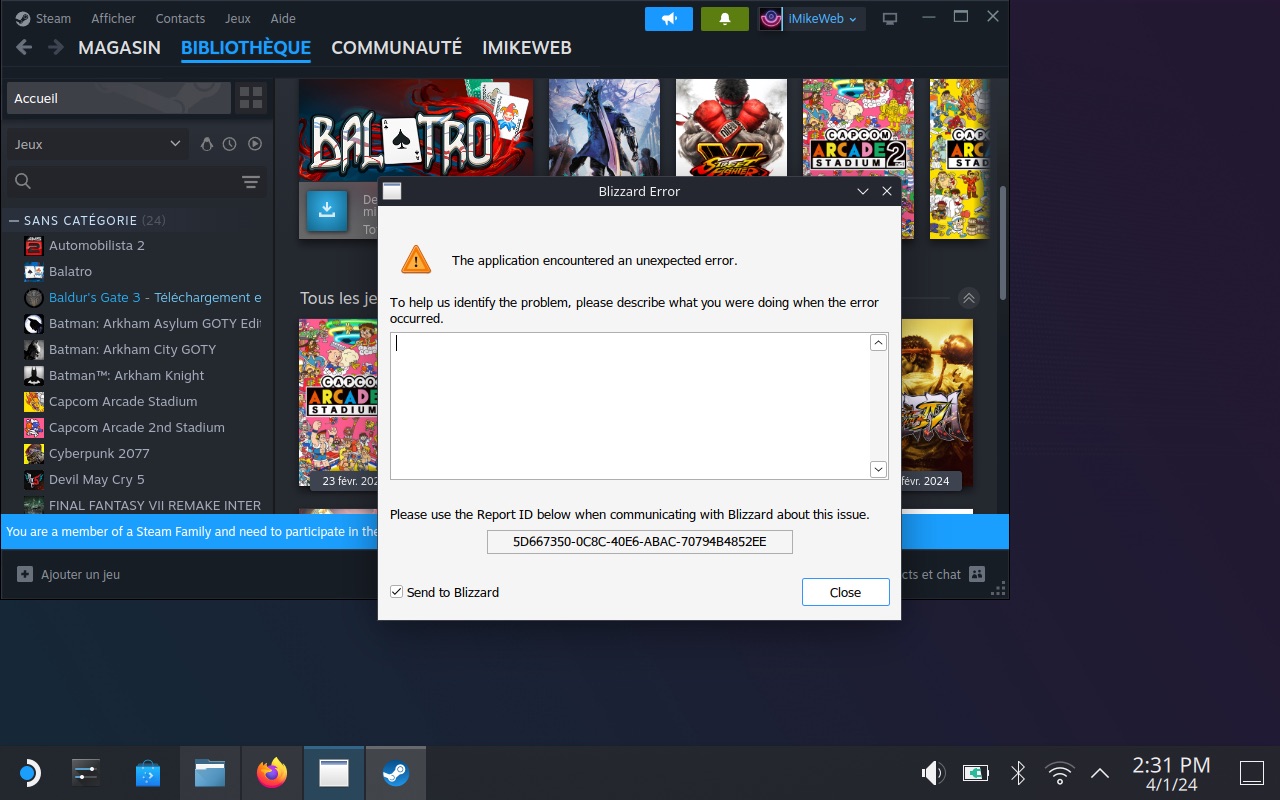 Steam Afficher Contacts Jeux Aide
iMikeWeb
MAGASIN BIBLIOTHÈQUE COMMUNAUTÉ IMIKEWEB
Accueil
Jeux
SANS CATÉGORIE (24)
Automobilista 2
Balatro
Baldur's Gate 3 - Téléchargement e
Batman: Arkham Asylum GOTY Edit
Batman: Arkham City GOTY
Batman™: Arkham Knight
Capcom Arcade Stadium
Capcom Arcade 2nd Stadium
Cyberpunk 2077
Devil May Cry 5
FINAL FANTASY VII REMAKE INTER
BALATRO
STREET FIGHTER V
CAPCOM
ARCADE 2
STADIUM
De
mi
To
Tous les je
CAPCOM
ARCADE
STADIUM
23 févr. 202
févr. 2024
Blizzard Error
The application encountered an unexpected error.
To help us identify the problem, please describe what you were doing when the error
occurred.
Please use the Report ID below when communicating with Blizzard about this issue.
5D667350-0C8C-40E6-ABAC-70794B4852EE
Send to Blizzard
Close
You are a member of a Steam Family and need to participate in the
Ajouter un jeu
cts et chat
2:31 PM
4/1/24